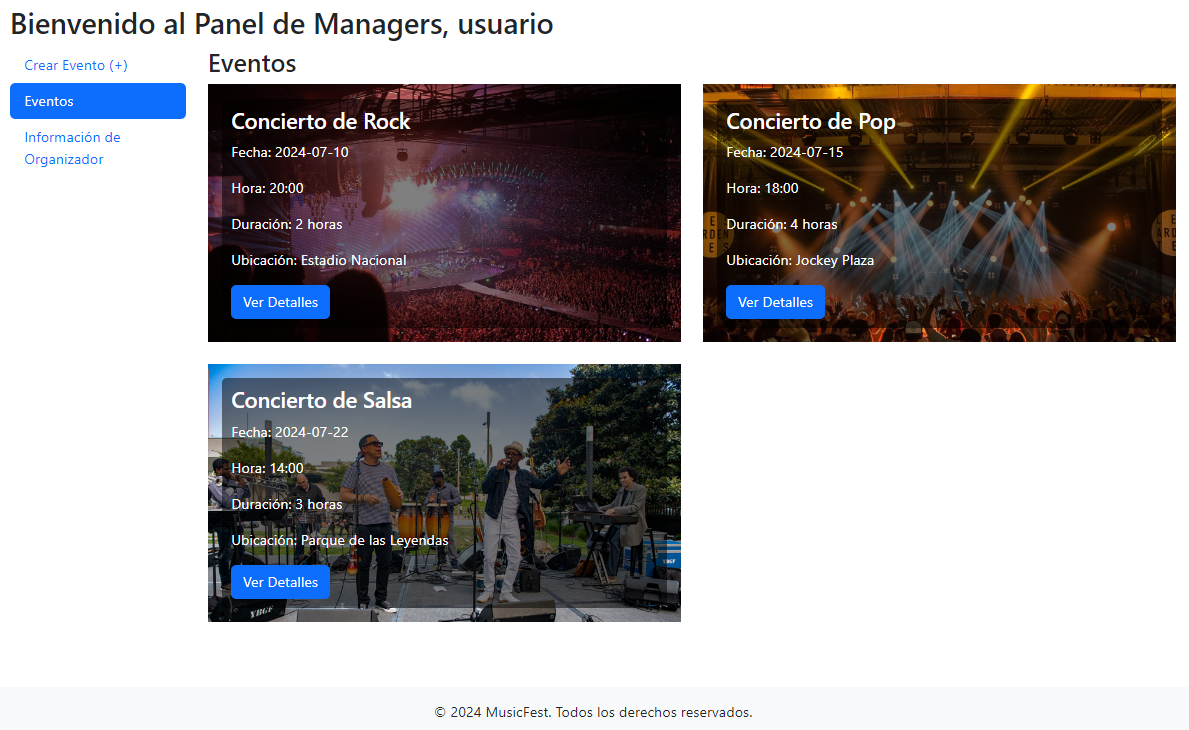 Bienvenido al Panel de Managers, usuario
Crear Evento (+)
Eventos
Información de
Organizador
Eventos
Concierto de Rock
Fecha: 2024-07-10
Hora: 20:00
Duración: 2 horas
Ubicación: Estadio Nacional
Ver Detalles
Concierto de Pop
Fecha: 2024-07-15
Hora: 18:00
Duración: 4 horas
Ubicación: Jockey Plaza
Ver Detalles
Concierto de Salsa
Fecha: 2024-07-22
Hora: 14:00
Duración: 3 horas
Ubicación: Parque de las Leyendas
Ver Detalles
YBGF
YBGF
© 2024 MusicFest. Todos los derechos reservados.